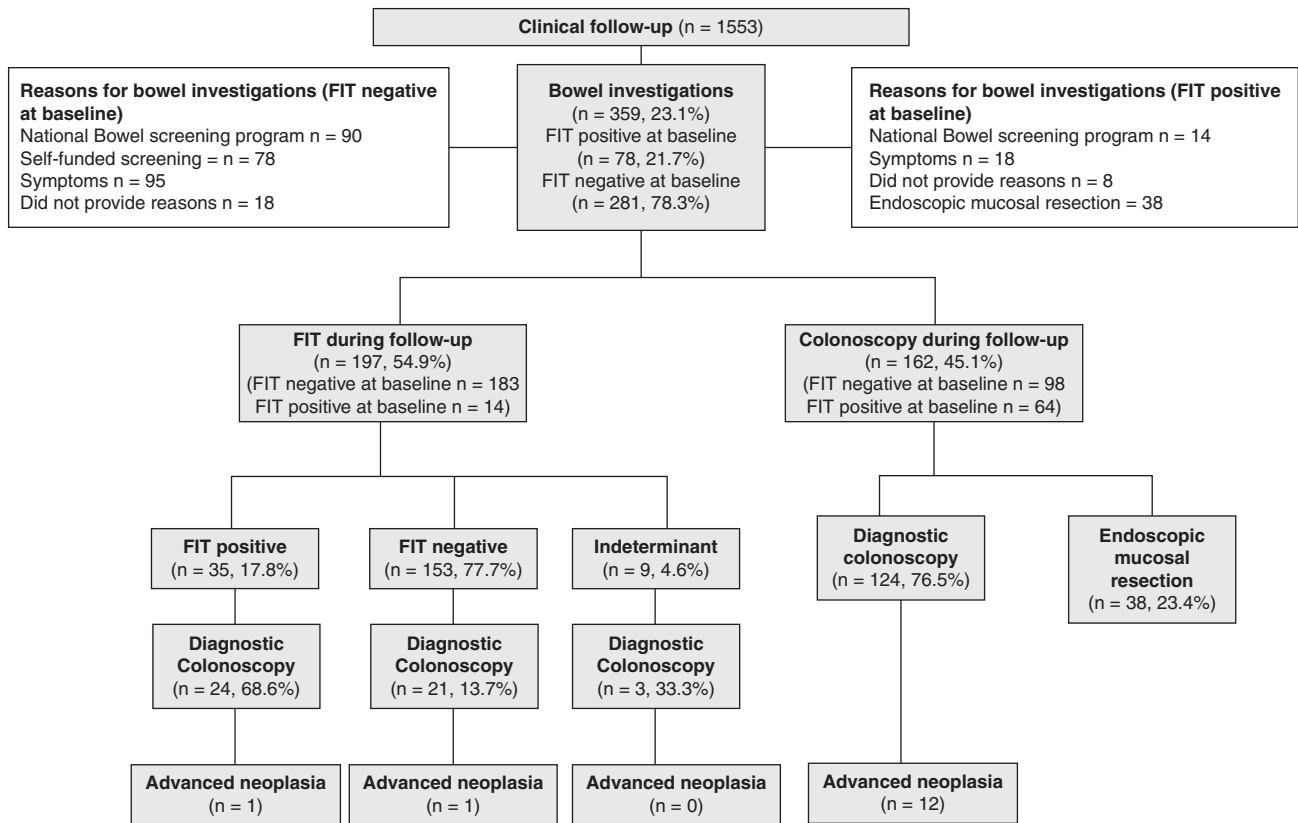 Clinical follow-up (n = 1553)
Reasons for bowel investigations (FIT negative
at baseline)
National Bowel screening program n = 90
Self-funded screening = n = 78
Symptoms n = 95
Did not provide reasons n = 18
Bowel investigations
(n = 359, 23.1%)
FIT positive at baseline
(n = 78, 21.7%)
FIT negative at baseline
(n = 281, 78.3%)
Reasons for bowel investigations (FIT positive
at baseline)
National Bowel screening program n = 14
Symptoms n = 18
Did not provide reasons n = 8
Endoscopic mucosal resection = 38
FIT during follow-up
(n = 197, 54.9%)
(FIT negative at baseline n = 183
FIT positive at baseline n = 14)
Colonoscopy during follow-up
(n = 162, 45.1%)
(FIT negative at baseline n = 98
FIT positive at baseline n = 64)
FIT positive
(n = 35, 17.8%)
FIT negative
(n = 153, 77.7%)
Indeterminant
(n = 9, 4.6%)
Diagnostic
colonoscopy
(n = 124, 76.5%)
Endoscopic
mucosal
resection
(n = 38, 23.4%)
Diagnostic
Colonoscopy
(n = 24, 68.6%)
Diagnostic
Colonoscopy
(n = 21, 13.7%)
Diagnostic
Colonoscopy
(n = 3, 33.3%)
Advanced neoplasia
(n = 1)
Advanced neoplasia
(n = 1)
Advanced neoplasia
(n = 0)
Advanced neoplasia
(n = 12)